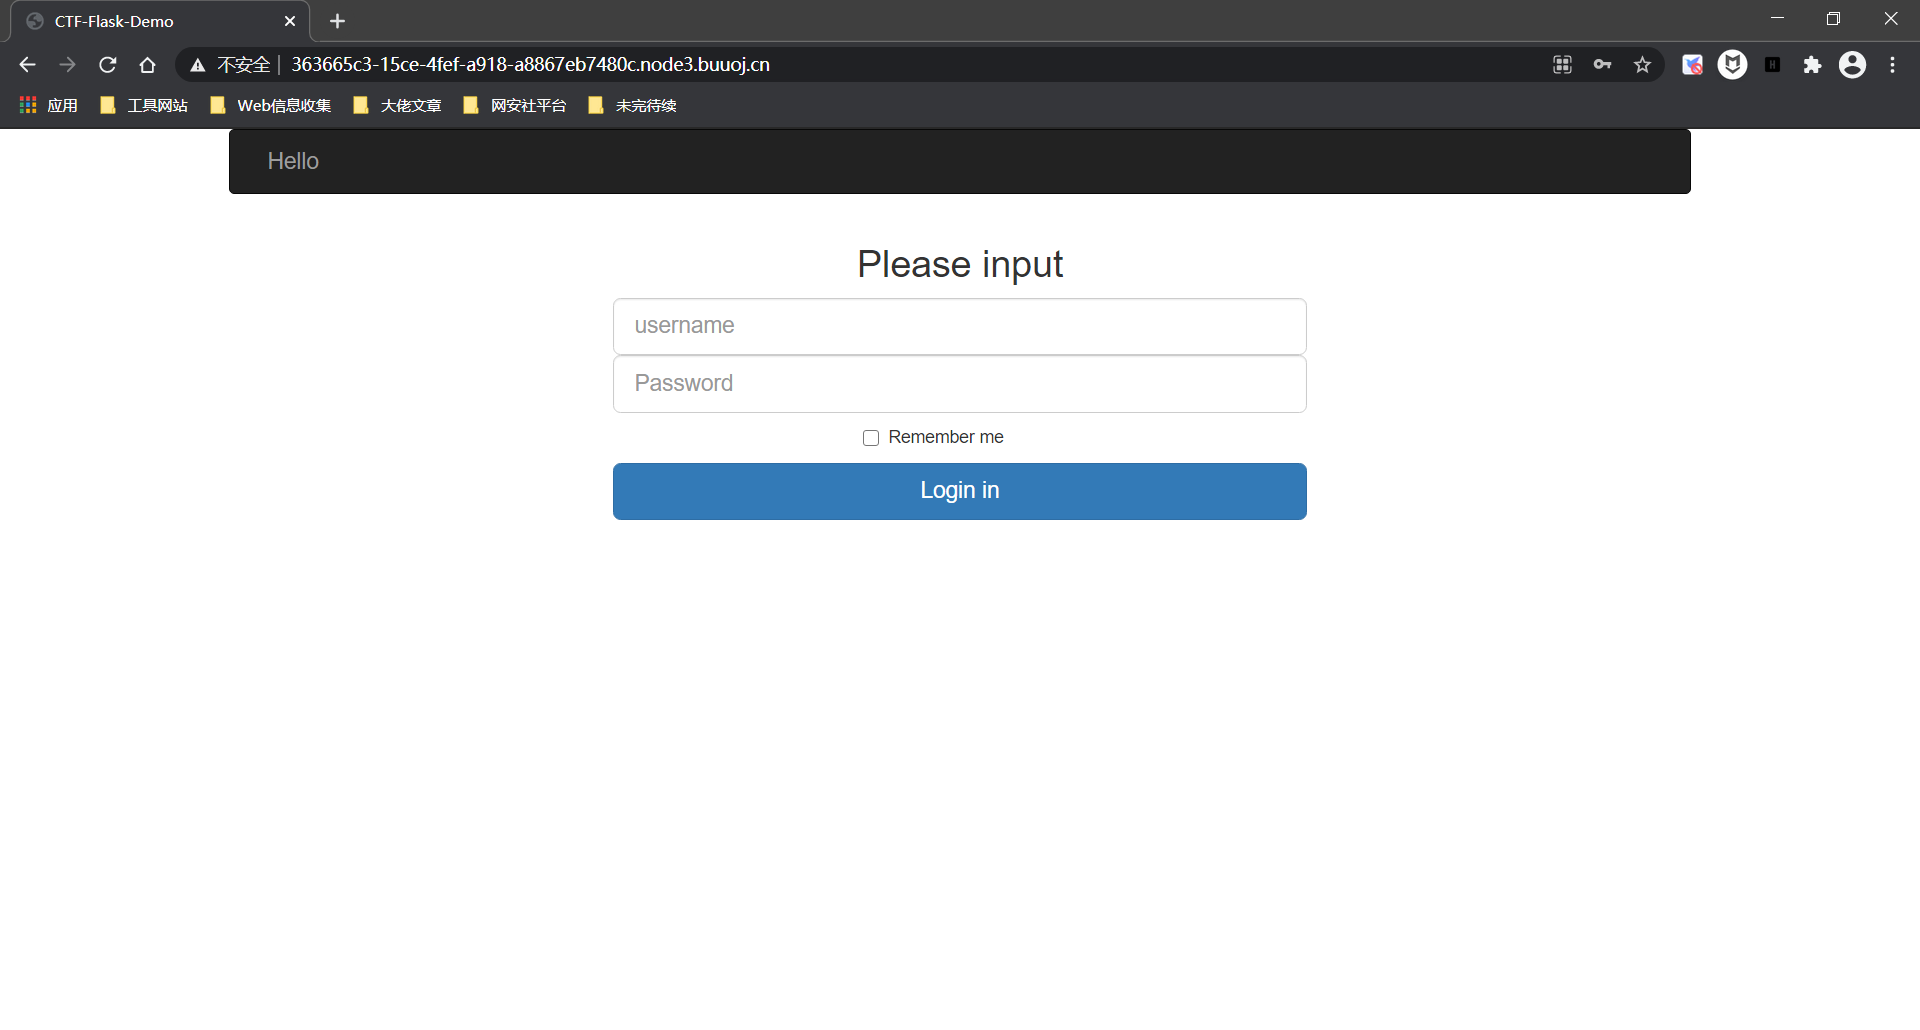 CTF-Flask-Demo
不安全 363665c3-15ce-4fef-a918-a8867eb7480c.node3.buuoj.cn
应用 工具网站 Web信息收集 大佬文章 网安社平台 未完待续
Hello
Please input
username
Password
Remember me
Login in